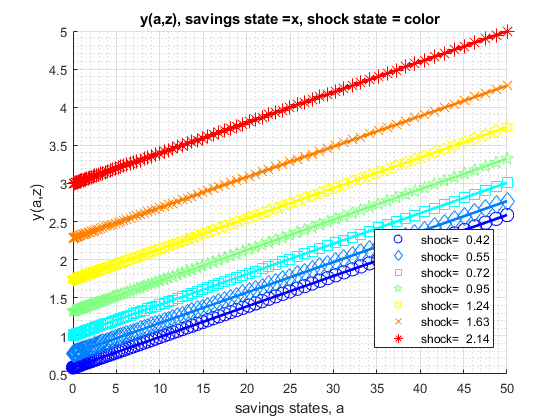 y(a,z), savings state =x, shock state = color
5
4.5
4
3.5
3
2.5
2
1.5
1
0.5
y(a,z)
shock= 0.42
shock= 0.55
shock= 0.72
shock= 0.95
shock= 1.24
shock= 1.63
shock= 2.14
0 5 10 15 20 25 30 35 40 45 50
savings states, a